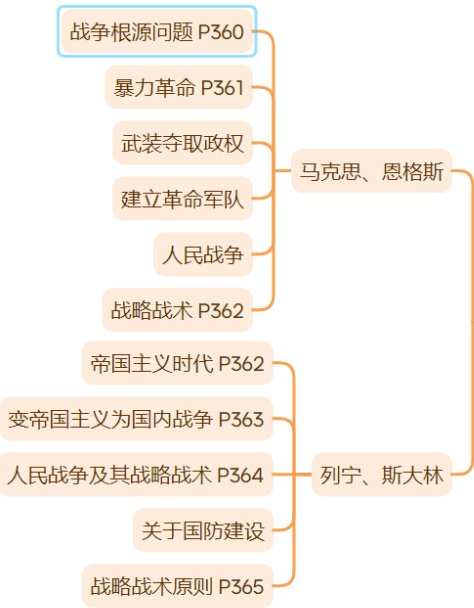 战争根源问题 P360
暴力革命 P361
武装夺取政权
建立革命军队
人民战争
战略战术 P362
马克思、恩格斯
帝国主义时代 P362
变帝国主义为国内战争 P363
人民战争及其战略战术 P364
关于国防建设
战略战术原则 P365
列宁、斯大林